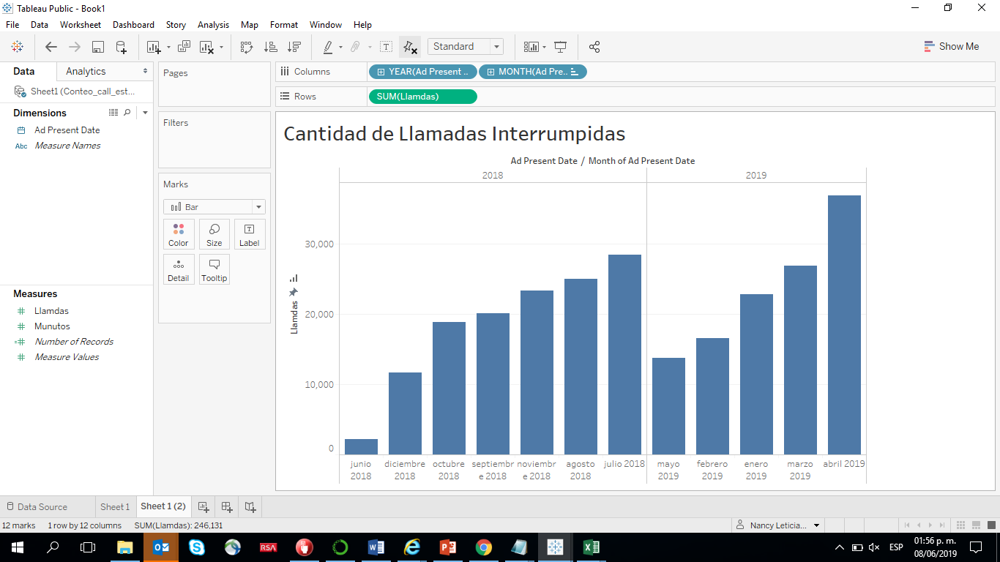 Tableau Public - Book1
File Data Worksheet Dashboard Story Analysis Map Format Window Help
Standard
Show Me
Data Analytics
Sheet1 (Conteo_call_est...
Dimensions
Ad Present Date
Abc Measure Names
Measures
Llamdas
Munutos
Number of Records
Measure Values
Pages
Filters
Marks
Bar
Color Size Label
Detail Tooltip
Columns YEAR(Ad Present .. MONTH(Ad Pre..
Rows SUM(Llamdas)
Cantidad de Llamadas Interrumpidas
Ad Present Date / Month of Ad Present Date
2018 2019
Llamdas
30,000
20,000
10,000
0
junio 2018
diciembre 2018
octubre 2018
septiembr
e 2018
noviembr
e 2018
agosto 2018
julio 2018
mayo 2019
febrero 2019
enero 2019
marzo 2019
abril 2019
Data Source Sheet 1 Sheet 1 (2)
12 marks 1 row by 12 columns SUM(Llamdas): 246,131
Nancy Leticia...
RSA
ESP
01:56 p. m.
08/06/2019